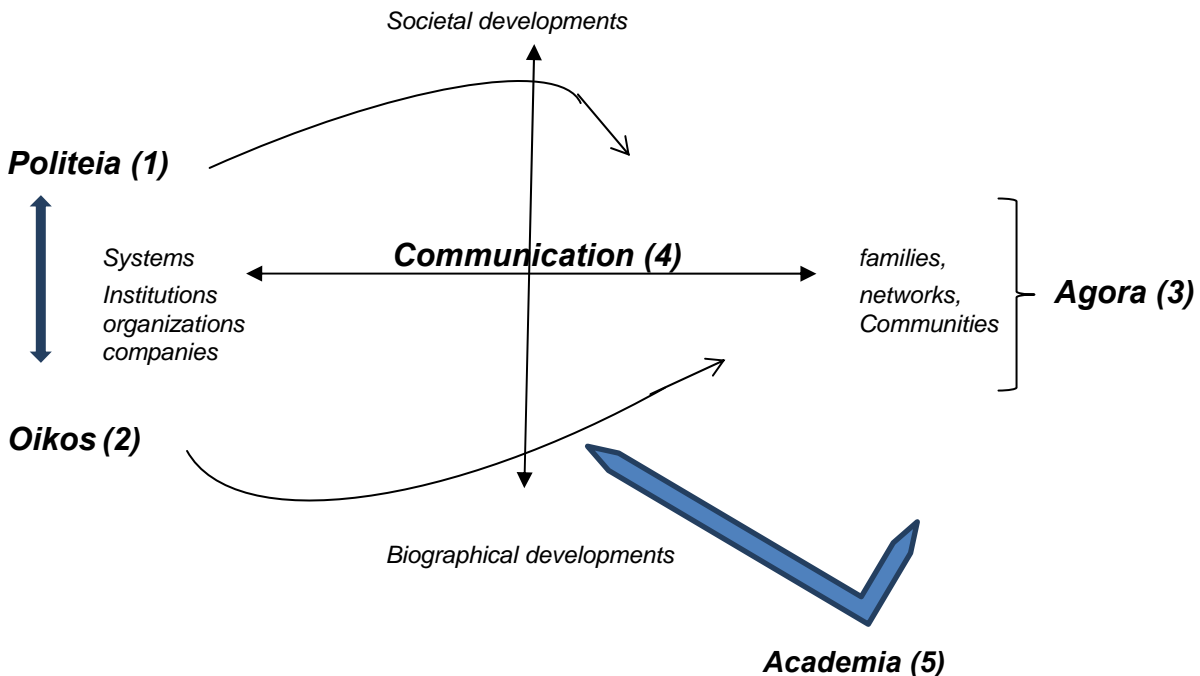 Societal developments
Politeia (1)
Communication (4)
Systems
Institutions
organizations
companies
families,
networks,
Communities
Agora (3)
Oikos (2)
Biographical developments
Academia (5)